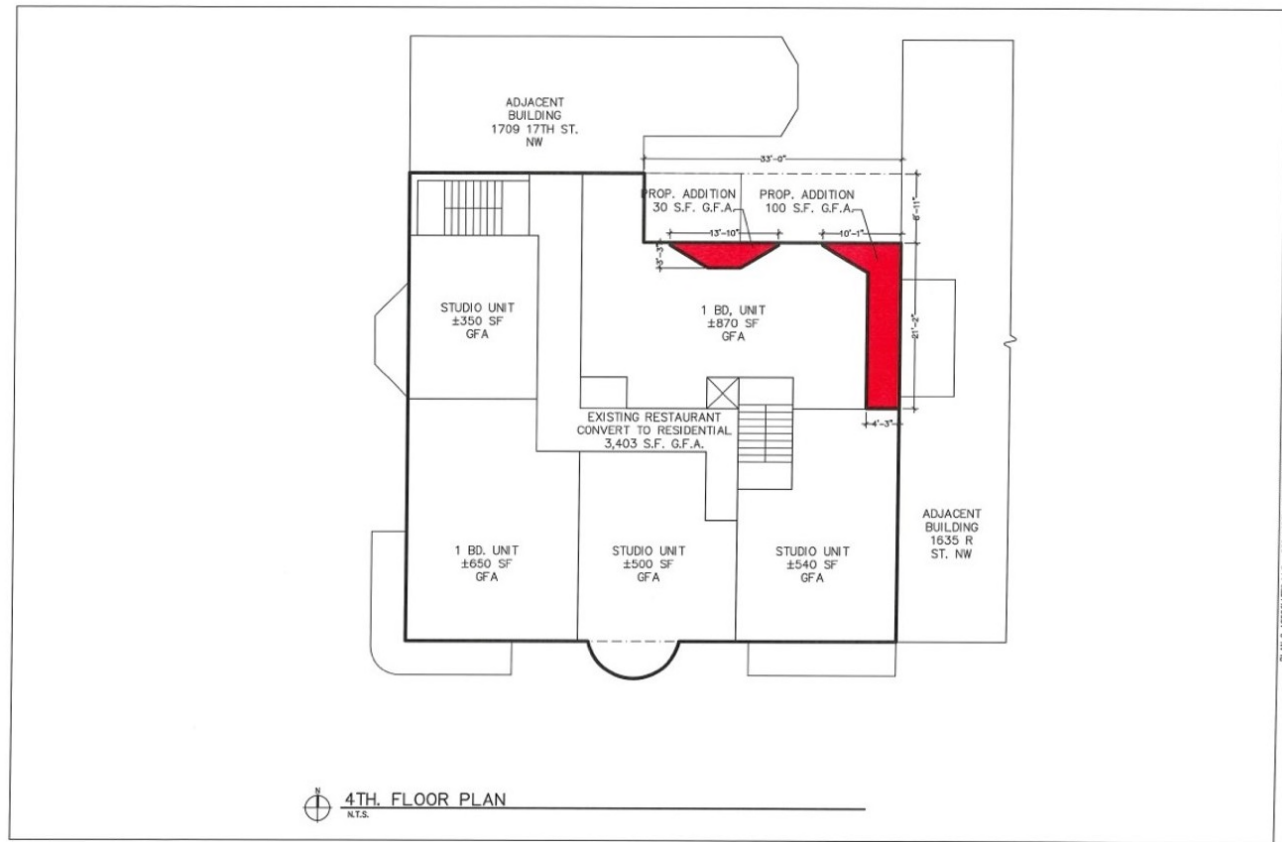 ADJACENT
BUILDING
1709 17TH ST.
NW
33'-0"
PROP. ADDITION
30 S.F. G.F.A.
PROP. ADDITION
100 S.F. G.F.A.
8'-11"
13'-10"
10'-1"
3'-3"
STUDIO UNIT
±350 SF
GFA
1 BD, UNIT
±870 SF
GFA
21'-2"
EXISTING RESTAURANT
CONVERT TO RESIDENTIAL
3,403 S.F. G.F.A.
4'-3"
ADJACENT
BUILDING
1635 R
ST. NW
1 BD. UNIT
±650 SF
GFA
STUDIO UNIT
±500 SF
GFA
STUDIO UNIT
±540 SF
GFA
N
4TH. FLOOR PLAN
N.T.S.